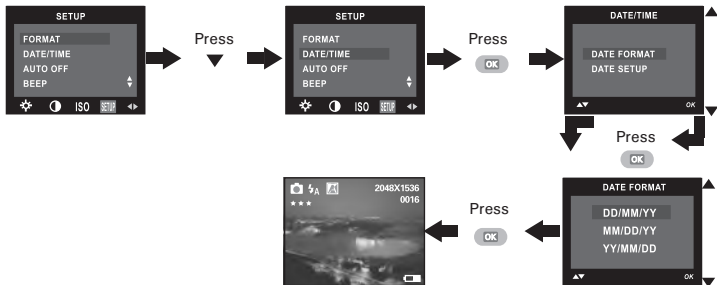 SETUP
FORMAT
DATE/TIME
AUTO OFF
BEEP
ISO SETUP
Press
SETUP
FORMAT
DATE/TIME
AUTO OFF
BEEP
ISO SETUP
Press
OK
DATE/TIME
DATE FORMAT
DATE SETUP
OK
Press
OK
DATE FORMAT
DD/MM/YY
MM/DD/YY
YY/MM/DD
OK
Press
OK
A 2048X1536
0016